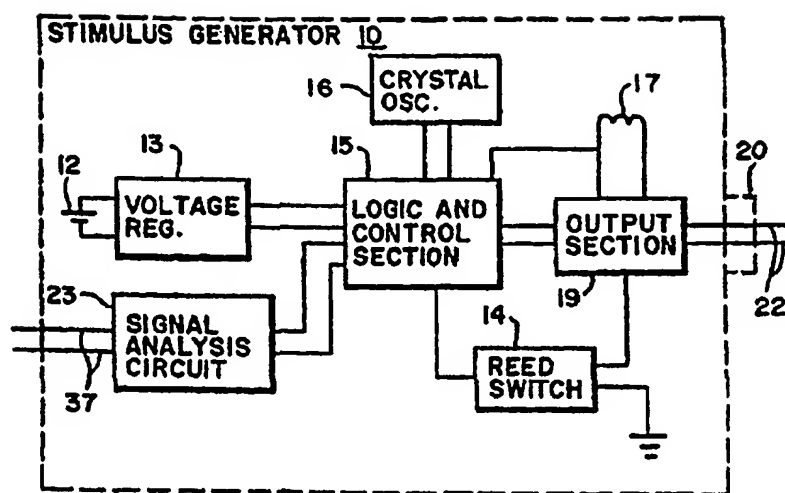 STIMULUS GENERATOR 10
16
CRYSTAL
OSC.
17
13
15
20
12
VOLTAGE
REG.
LOGIC AND
CONTROL
SECTION
OUTPUT
SECTION
23
19
22
14
SIGNAL
ANALYSIS
CIRCUIT
REED
SWITCH
37